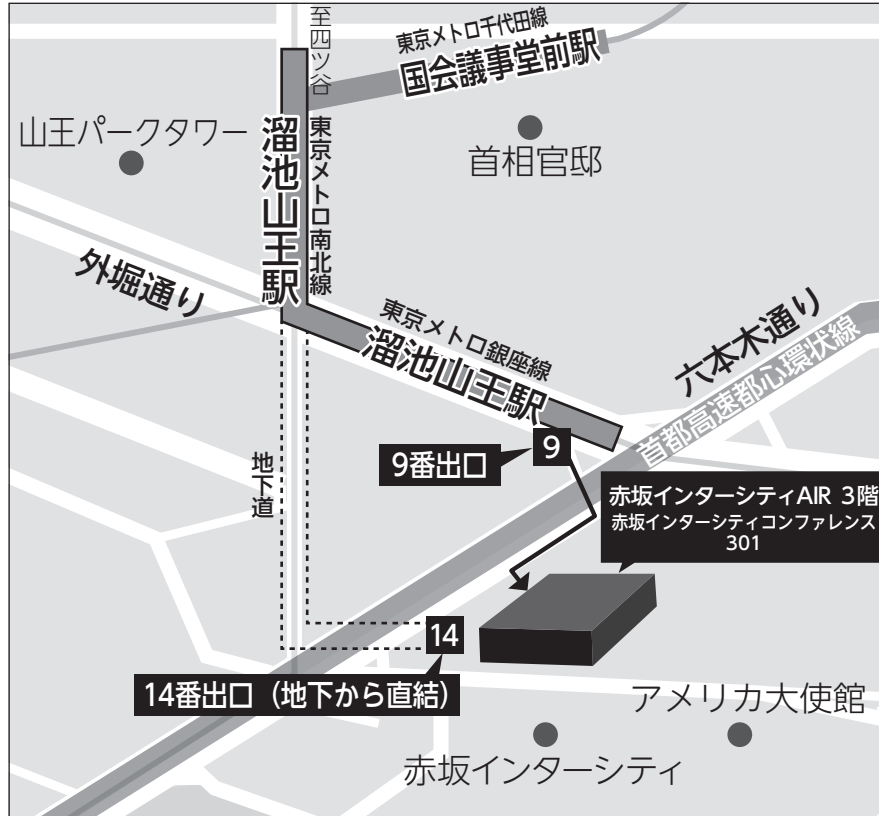 至四ツ谷
東京メトロ千代田線
国会議事堂前駅
山王パークタワー
溜池山王駅
東京メトロ南北線
首相官邸
外堀通り
東京メトロ銀座線
溜池山王駅
六本木通り
首都高速都心環状線
9
9番出口
地下道
赤坂インターシティAIR 3階
赤坂インターシティコンファレンス
301
14
14番出口（地下から直結）
アメリカ大使館
赤坂インターシティ